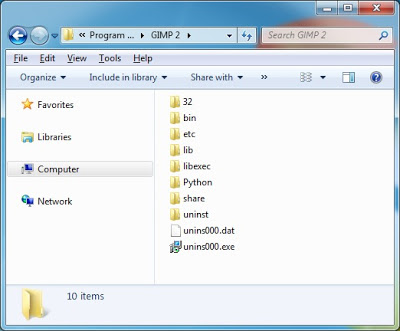 Program ... GIMP 2
Search GIMP 2
File Edit View Tools Help
Organize Include in library Share with »
Favorites
Libraries
Computer
Network
32
bin
etc
lib
libexec
Python
share
uninst
unins000.dat
unins000.exe
10 items